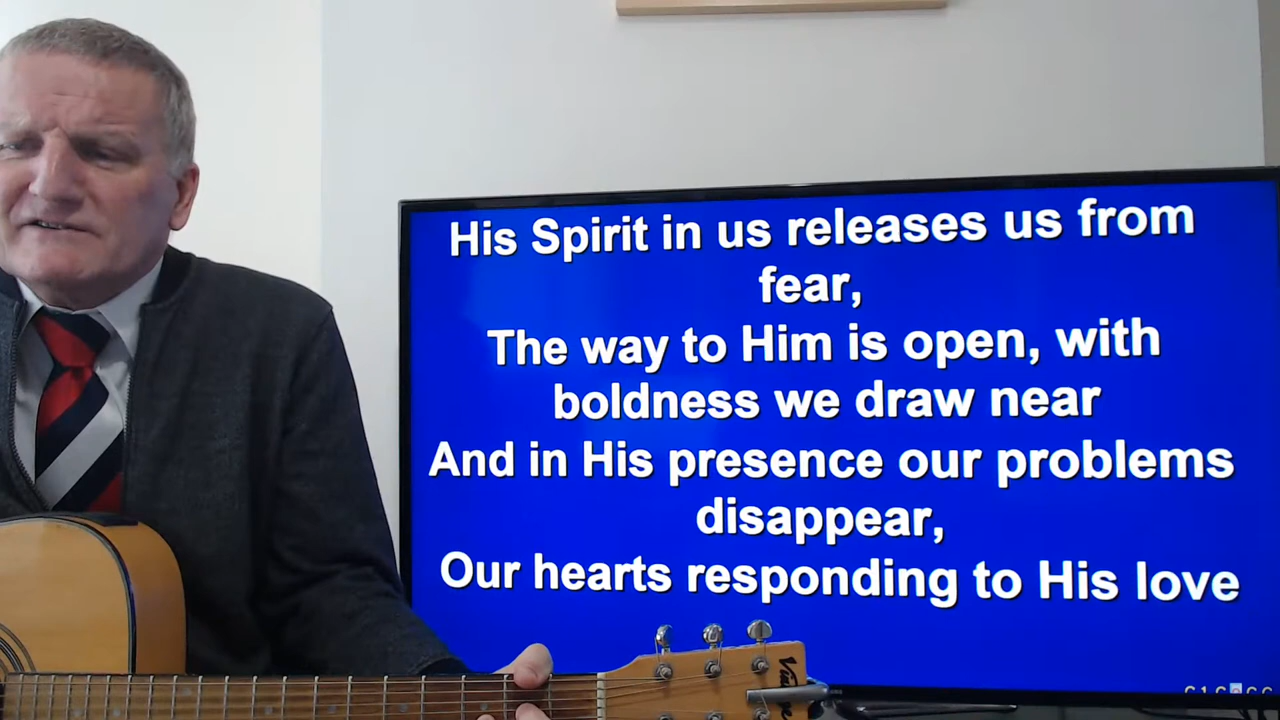 His Spirit in us releases us from
fear,
The way to Him is open, with
boldness we draw near
And in His presence our problems
disappear,
Our hearts responding to His love